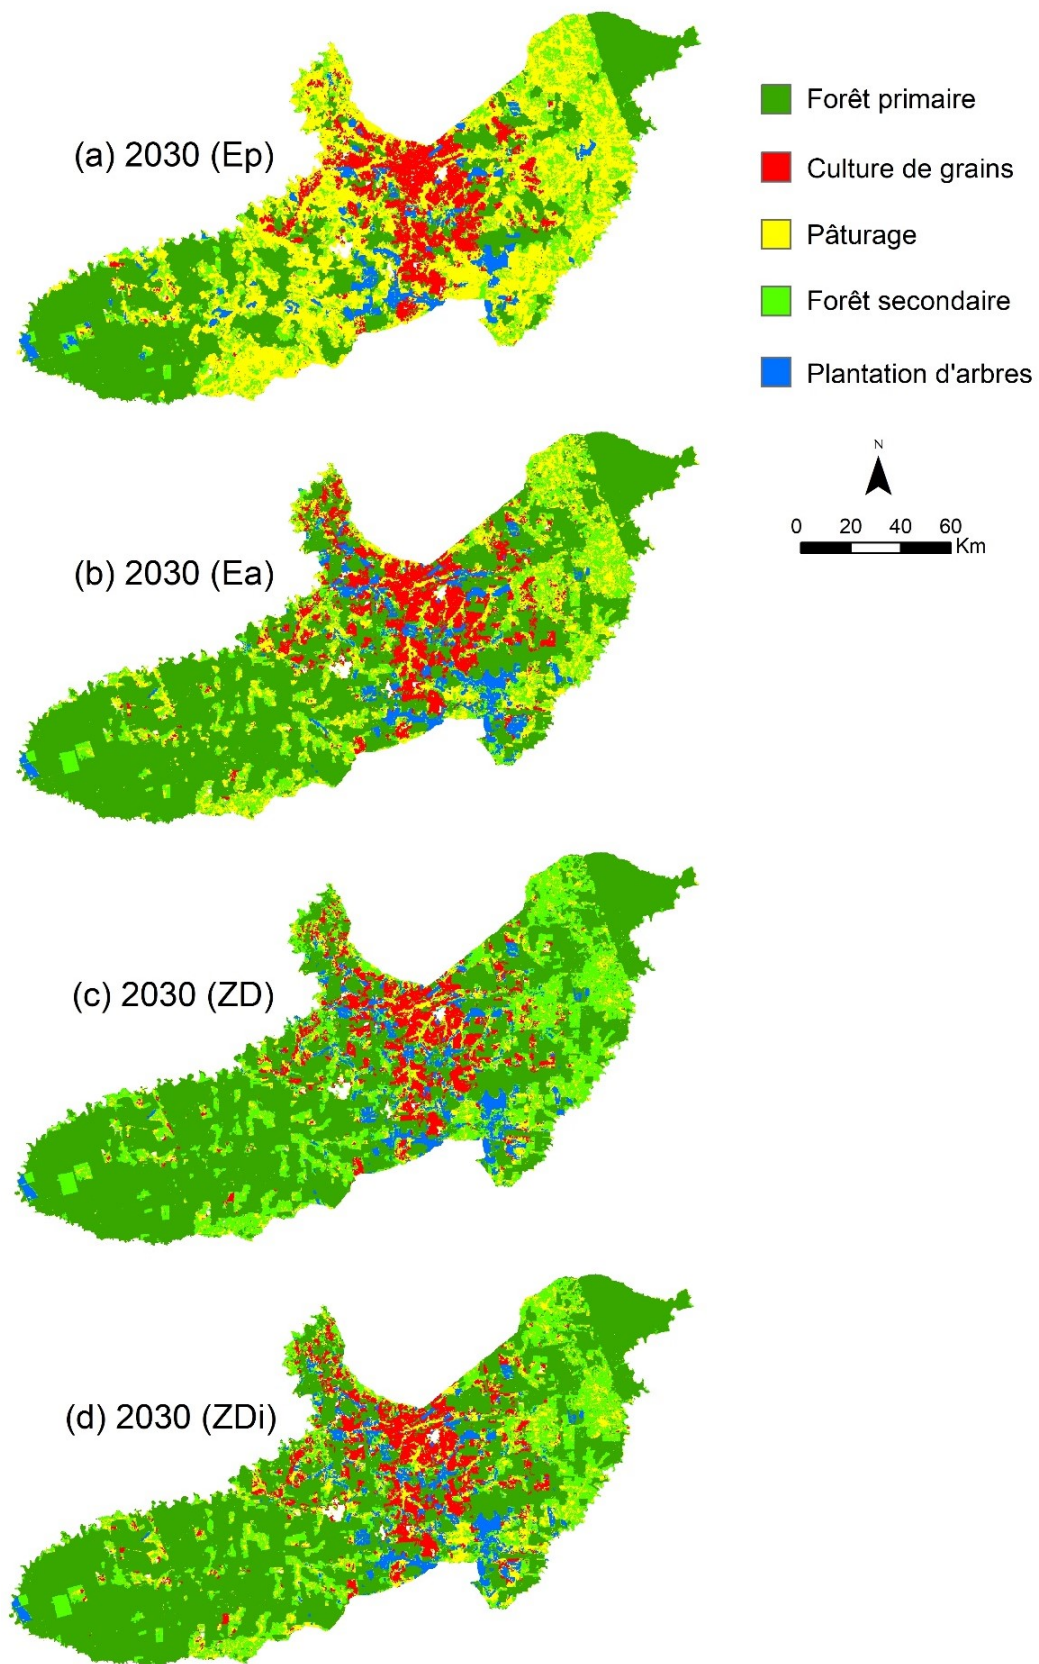 (a) 2030 (Ep)
Forêt primaire
Culture de grains
Pâturage
Forêt secondaire
Plantation d'arbres
N
0 20 40 60
Km
(b) 2030 (Ea)
(c) 2030 (ZD)
(d) 2030 (ZDi)